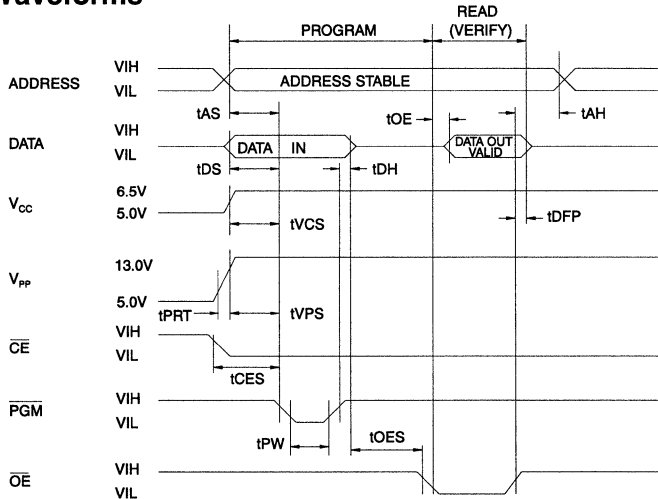 READ
PROGRAM (VERIFY)
ADDRESS VIH ADDRESS STABLE
VIL
tAS tOE tAH
DATA VIH DATA IN DATA OUT
VIL VALID
tDS tDH
VCC 6.5V
5.0V tVCS tDFP
VPP 13.0V
5.0V
tPRT tVPS
CE VIH
VIL
tCES
PGM VIH
VIL
tPW tOES
OE VIH
VIL